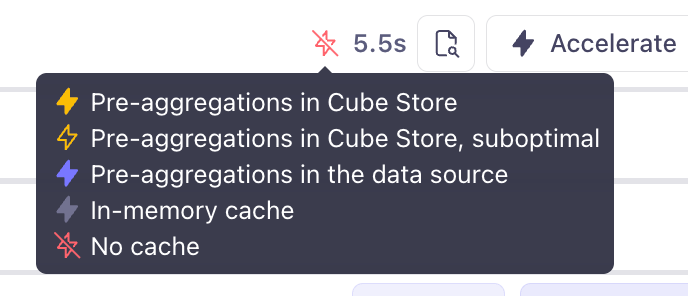 5.5s
Accelerate
Pre-aggregations in Cube Store
Pre-aggregations in Cube Store, suboptimal
Pre-aggregations in the data source
In-memory cache
No cache